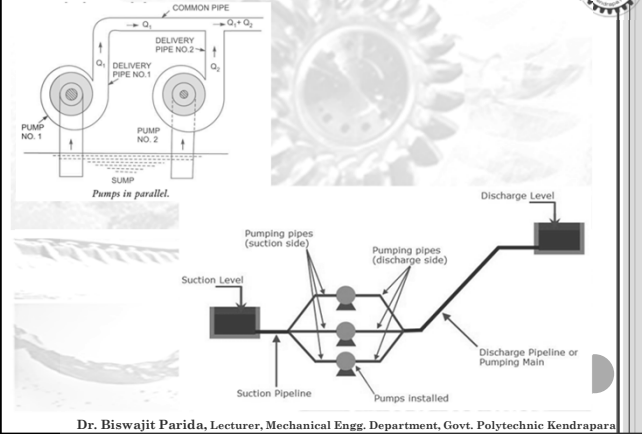 COMMON PIPE
Q1
Q1+ Q2
DELIVERY
PIPE NO.2
Q1
DELIVERY
PIPE NO.1
Q2
PUMP
NO. 1
PUMP
NO. 2
SUMP
Pumps in parallel.
Discharge Level
Pumping pipes
(suction side)
Pumping pipes
(discharge side)
Suction Level
Discharge Pipeline or
Pumping Main
Suction Pipeline
Pumps installed
Dr. Biswajit Parida, Lecturer, Mechanical Engg. Department, Govt. Polytechnic Kendrapara